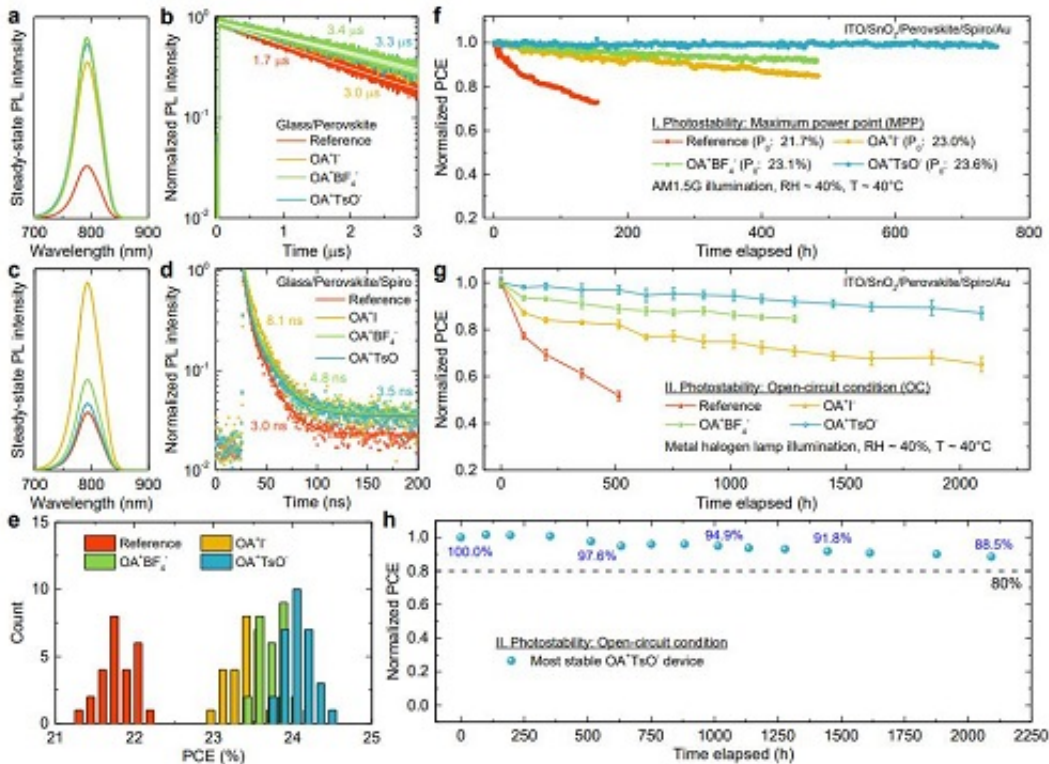 a
Steady-state PL intensity
700 800 900
Wavelength (nm)
b
Normalized PL intensity
10⁰
10⁻¹
10⁻²
3.4 µs
3.3 µs
1.7 µs
3.0 µs
Glass/Perovskite
Reference
OA⁺I⁻
OA⁺BF₄⁻
OA⁺TsO⁻
0 1 2 3
Time (µs)
c
Steady-state PL intensity
700 800 900
Wavelength (nm)
d
Normalized PL intensity
10⁰
10⁻¹
10⁻²
Glass/Perovskite/Spiro
Reference
OA⁺I
OA⁺BF₄⁻
OA⁺TsO
6.1 ns
4.8 ns
3.5 ns
3.0 ns
0 50 100 150 200
Time (ns)
e
Count
15
10
5
0
Reference
OA⁺I⁻
OA⁺BF₄⁻
OA⁺TsO⁻
21 22 23 24 25
PCE (%)
f
Normalized PCE
1.0
0.8
0.6
0.4
0.2
ITO/SnO₂/Perovskite/Spiro/Au
I. Photostability: Maximum power point (MPP)
Reference (P₀: 21.7%)
OA⁺I⁻ (P₀: 23.0%)
OA⁺BF₄⁻ (P₀: 23.1%)
OA⁺TsO⁻ (P₀: 23.6%)
AM1.5G illumination, RH ~ 40%, T ~ 40°C
0 200 400 600 800
Time elapsed (h)
g
Normalized PCE
1.0
0.8
0.6
0.4
0.2
ITO/SnO₂/Perovskite/Spiro/Au
II. Photostability: Open-circuit condition (OC)
Reference
OA⁺I⁻
OA⁺BF₄⁻
OA⁺TsO⁻
Metal halogen lamp illumination, RH ~ 40%, T ~ 40°C
0 500 1000 1500 2000
Time elapsed (h)
h
Normalized PCE
1.0
0.8
0.6
0.4
0.2
0.0
100.0%
97.6%
94.9%
91.8%
88.5%
80%
II. Photostability: Open-circuit condition
Most stable OA⁺TsO⁻ device
0 250 500 750 1000 1250 1500 1750 2000 2250
Time elapsed (h)